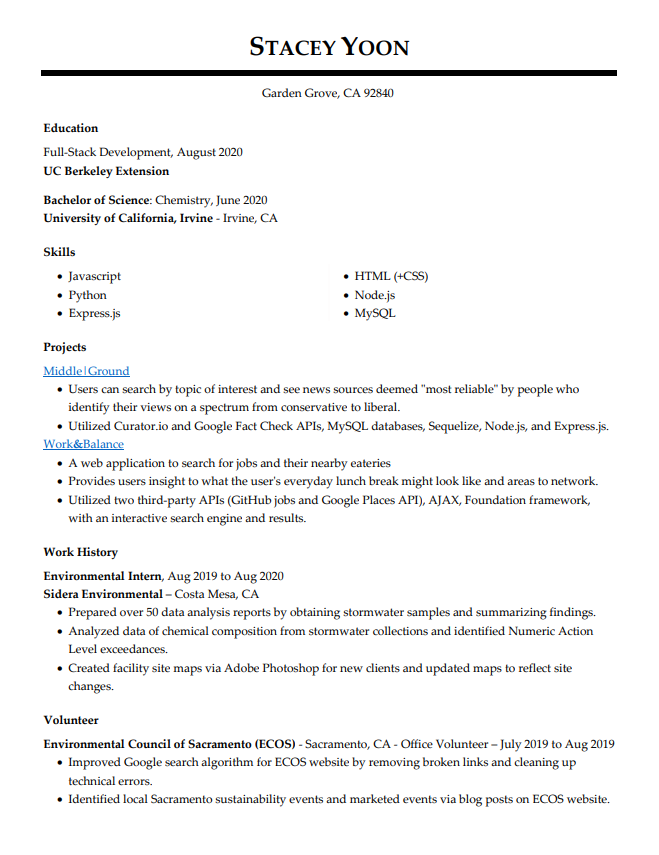 STACEY YOON
Garden Grove, CA 92840
Education
Full-Stack Development, August 2020
UC Berkeley Extension
Bachelor of Science: Chemistry, June 2020
University of California, Irvine - Irvine, CA
Skills
• Javascript
• Python
• Express.js
• HTML (+CSS)
• Node.js
• MySQL
Projects
Middle|Ground
• Users can search by topic of interest and see news sources deemed "most reliable" by people who
identify their views on a spectrum from conservative to liberal.
• Utilized Curator.io and Google Fact Check APIs, MySQL databases, Sequelize, Node.js, and Express.js.
Work&Balance
• A web application to search for jobs and their nearby eateries
• Provides users insight to what the user's everyday lunch break might look like and areas to network.
• Utilized two third-party APIs (GitHub jobs and Google Places API), AJAX, Foundation framework,
with an interactive search engine and results.
Work History
Environmental Intern, Aug 2019 to Aug 2020
Sidera Environmental – Costa Mesa, CA
• Prepared over 50 data analysis reports by obtaining stormwater samples and summarizing findings.
• Analyzed data of chemical composition from stormwater collections and identified Numeric Action
Level exceedances.
• Created facility site maps via Adobe Photoshop for new clients and updated maps to reflect site
changes.
Volunteer
Environmental Council of Sacramento (ECOS) - Sacramento, CA - Office Volunteer – July 2019 to Aug 2019
• Improved Google search algorithm for ECOS website by removing broken links and cleaning up
technical errors.
• Identified local Sacramento sustainability events and marketed events via blog posts on ECOS website.